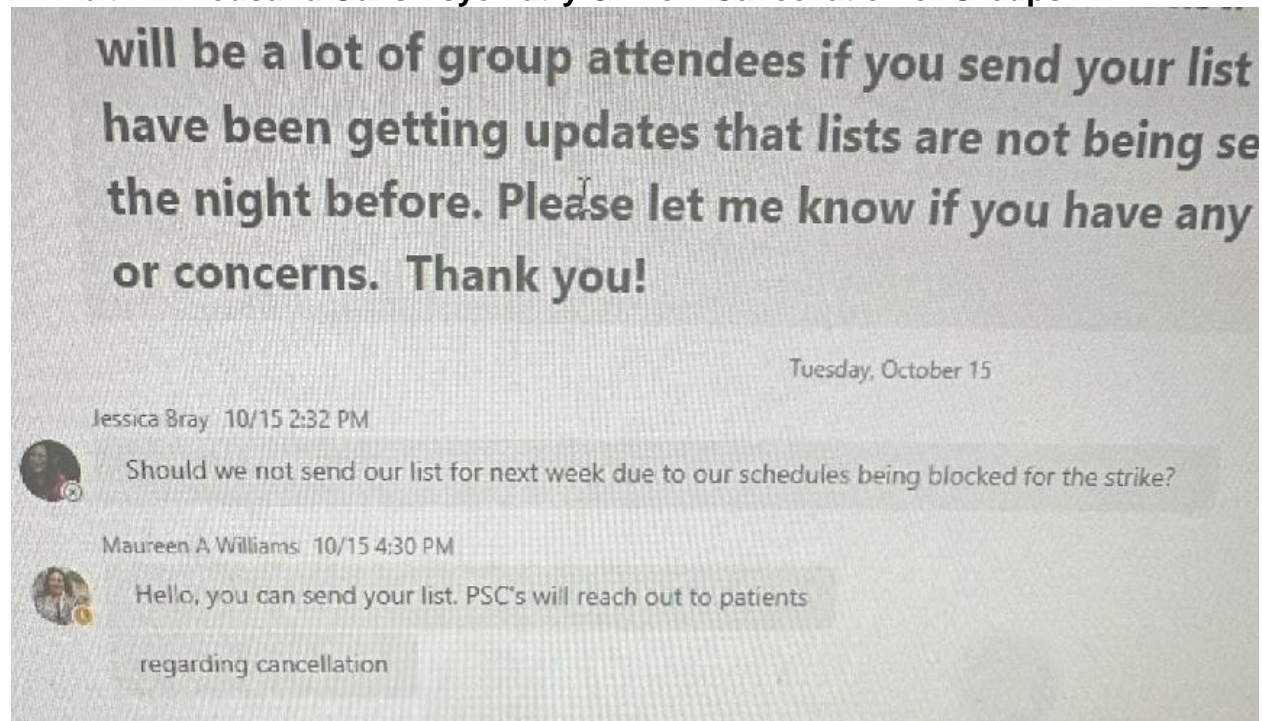 will be a lot of group attendees if you send your list
have been getting updates that lists are not being se
the night before. Please let me know if you have any
or concerns. Thank you!
Tuesday, October 15
Jessica Bray 10/15 2:32 PM
Should we not send our list for next week due to our schedules being blocked for the strike?
Maureen A Williams 10/15 4:30 PM
Hello, you can send your list. PSC's will reach out to patients
regarding cancellation